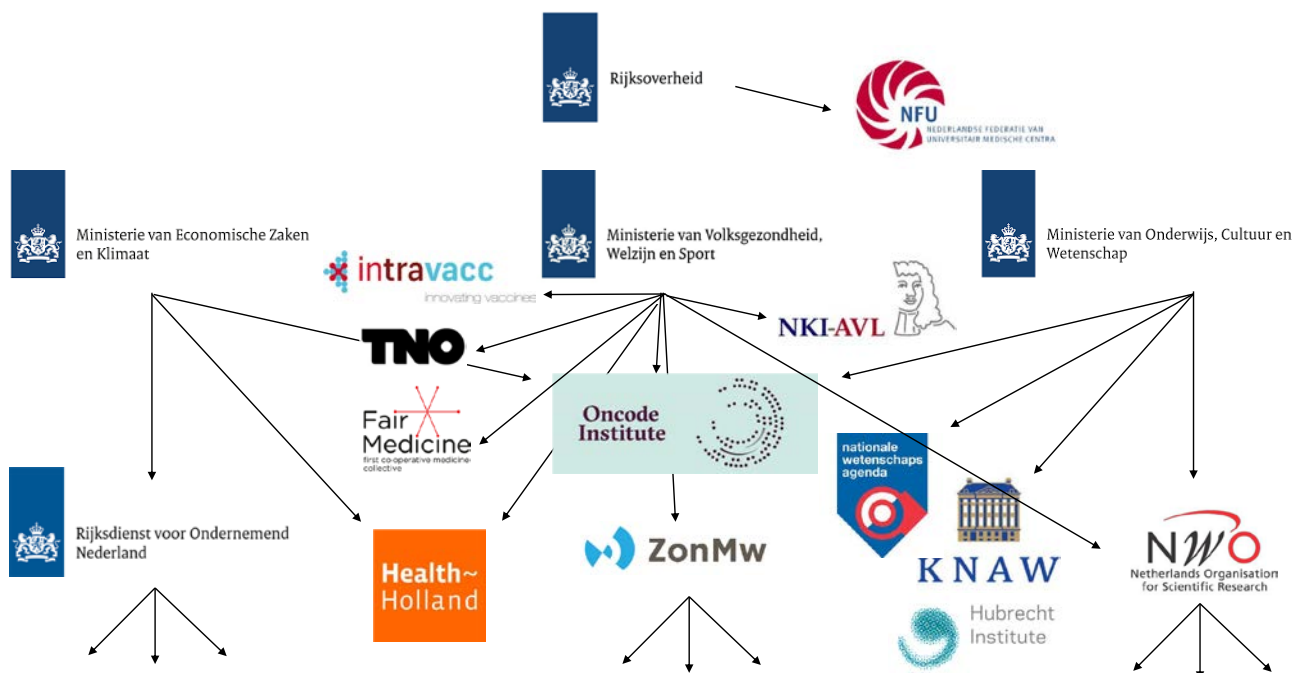 Rijksoverheid
NFU
NEDERLANDSE FEDERATIE VAN
UNIVERSITAIR MEDISCHE CENTRA
Ministerie van Economische Zaken
en Klimaat
Ministerie van Volksgezondheid,
Welzijn en Sport
Ministerie van Onderwijs, Cultuur en
Wetenschap
intravacc
innovating vaccines
NKI-AVL
TNO
Fair
Medicine
first co-operative medicine
collective
Oncode
Institute
nationale
wetenschaps
agenda
Rijksdienst voor Ondernemend
Nederland
Health~
Holland
ZonMw
KNAW
NWO
Netherlands Organisation
for Scientific Research
Hubrecht
Institute